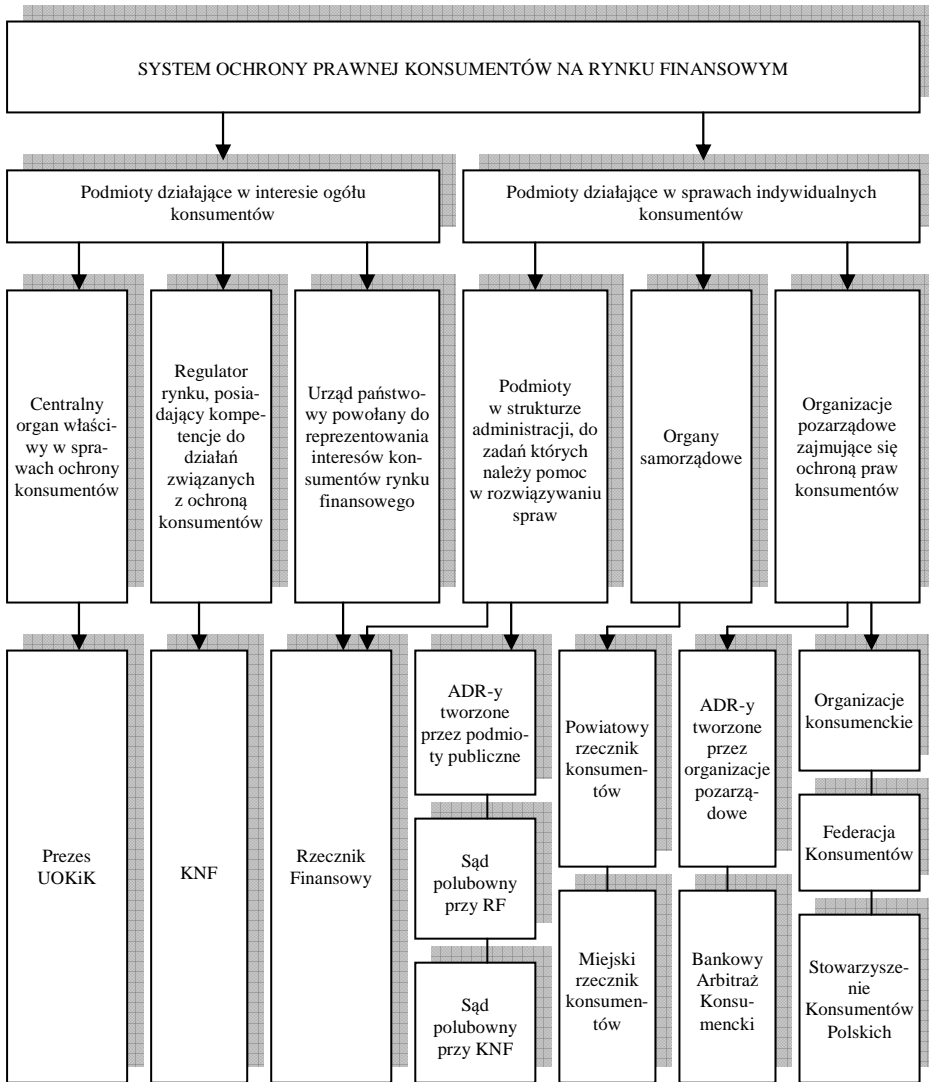 SYSTEM OCHRONY PRAWNEJ KONSUMENTÓW NA RYNKU FINANSOWYM
Podmioty działające w interesie ogółu
konsumentów
Podmioty działające w sprawach indywidualnych
konsumentów
Centralny
organ właści-
wy w spra-
wach ochrony
konsumentów
Regulator
rynku, posia-
dający kompe-
tencje do
działań
związanych
z ochroną
konsumentów
Urząd państwo-
wy powołany do
reprezentowania
interesów kon-
sumentów rynku
finansowego
Podmioty
w strukturze
administracji, do
zadań których
należy pomoc
w rozwiązywaniu
spraw
Organy
samorządowe
Organizacje
pozarządowe
zajmujące się
ochroną praw
konsumentów
Prezes
UOKiK
KNF
Rzecznik
Finansowy
ADR-y
tworzone
przez podmio-
ty publiczne
Sąd
polubowny
przy RF
Sąd
polubowny
przy KNF
Powiatowy
rzecznik
konsumen-
tów
Miejski
rzecznik
konsumen-
tów
ADR-y
tworzone
przez
organizacje
pozarzą-
dowe
Bankowy
Arbitraż
Konsu-
mencki
Organizacje
konsumenckie
Federacja
Konsumentów
Stowarzysze-
nie
Konsumentów
Polskich